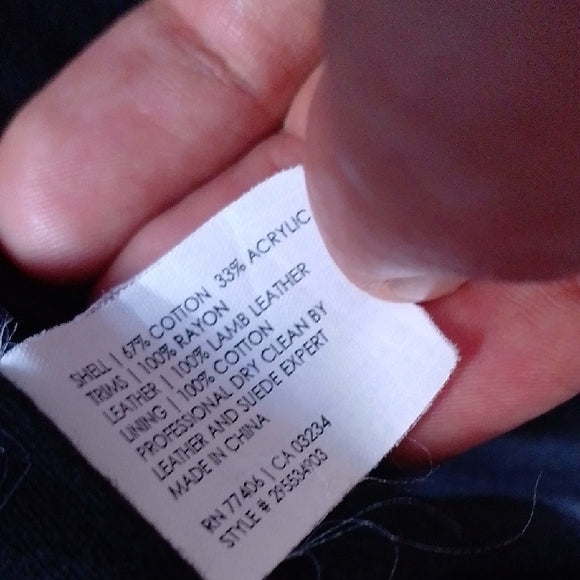 SHELL | 67% COTTON 33% ACRYLIC
TRIMS | 100% RAYON
LEATHER | 100% LAMB LEATHER
LINING | 100% COTTON
PROFESSIONAL DRY CLEAN BY
LEATHER AND SUEDE EXPERT
MADE IN CHINA
RN 77406 | CA 03234
STYLE #